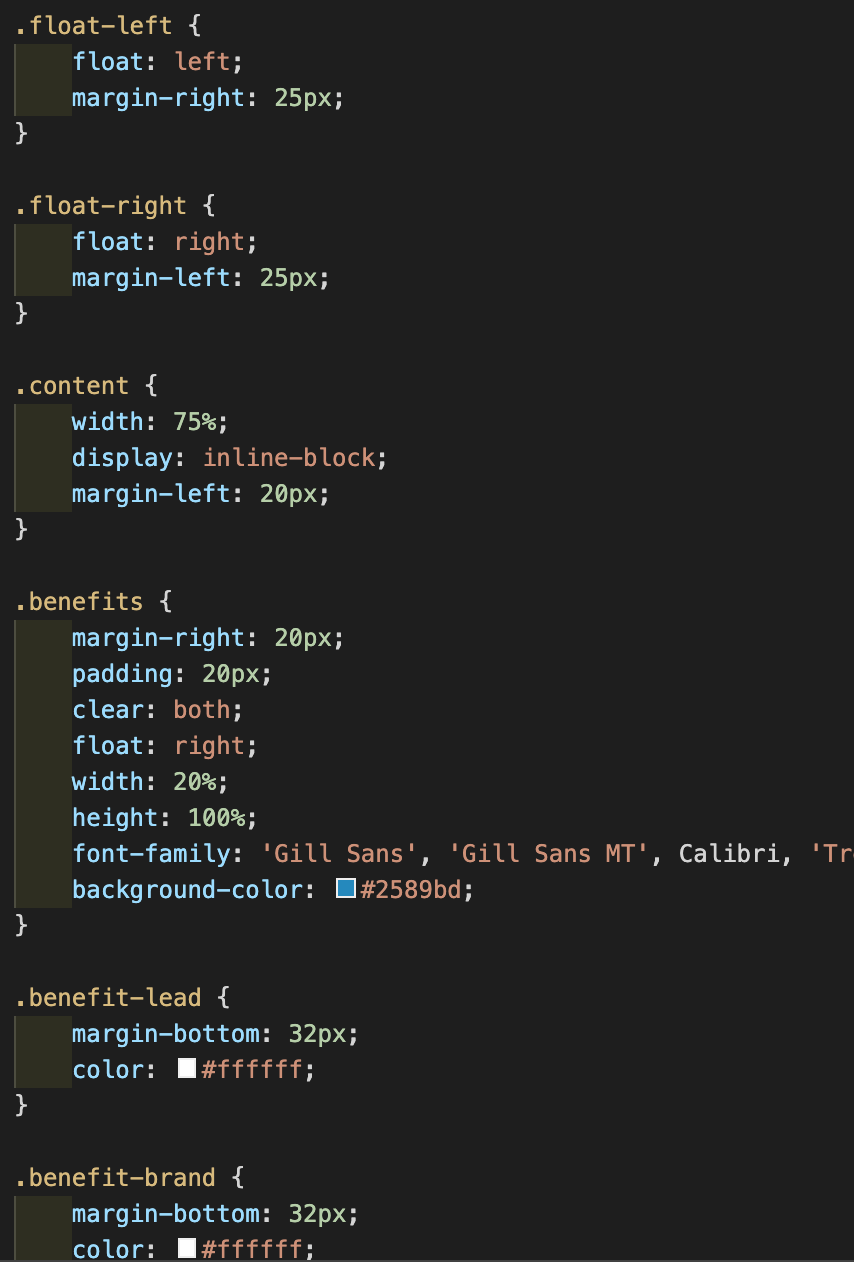 .float-left {
    float: left;
    margin-right: 25px;
}

.float-right {
    float: right;
    margin-left: 25px;
}

.content {
    width: 75%;
    display: inline-block;
    margin-left: 20px;
}

.benefits {
    margin-right: 20px;
    padding: 20px;
    clear: both;
    float: right;
    width: 20%;
    height: 100%;
    font-family: 'Gill Sans', 'Gill Sans MT', Calibri, 'Tr
    background-color: #2589bd;
}

.benefit-lead {
    margin-bottom: 32px;
    color: #ffffff;
}

.benefit-brand {
    margin-bottom: 32px;
    color: #ffffff;